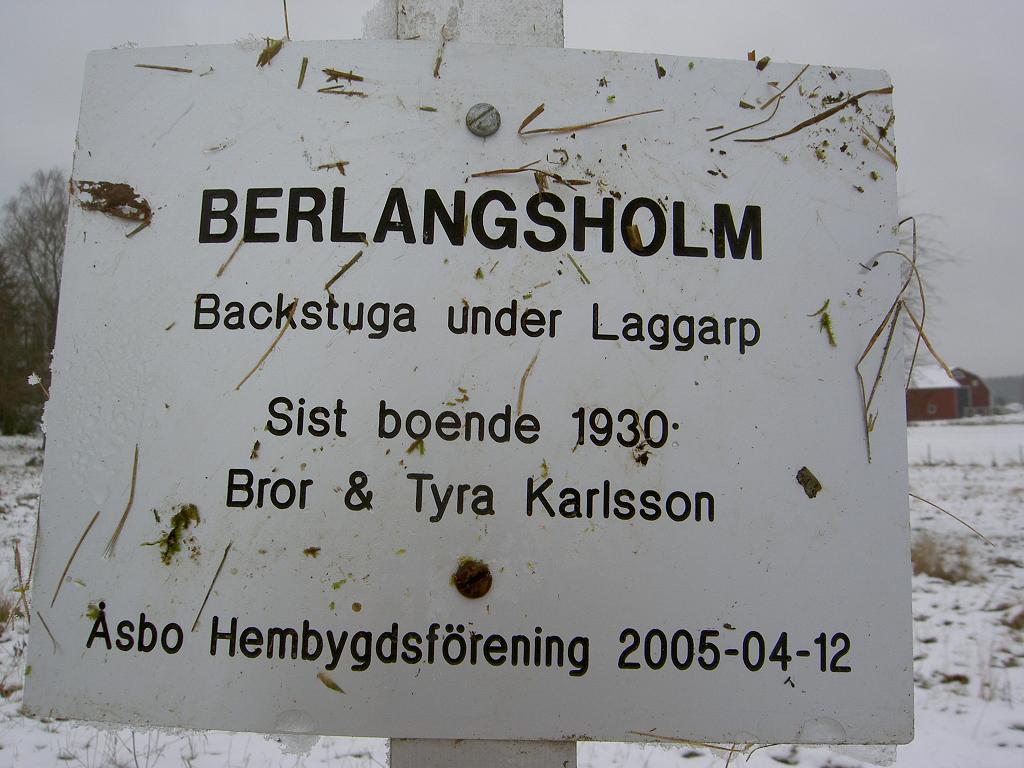 BERLANGSHOLM
Backstuga under Laggarp
Sist boende 1930
Bror & Tyra Karlsson
Åsbo Hembygdsförening 2005-04-12